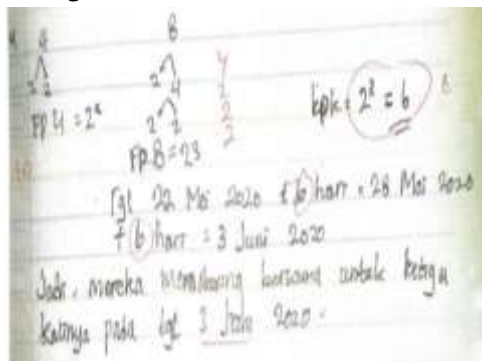 4 8
2 2 2 4
2 2
FP 4 = 2²
FP 8 = 23
kpk = 2³ = 6
Tgl 22 Mei 2020 + 6 hari = 28 Mei 2020
+ 6 hari = 3 Juni 2020
Jadi, mereka bersama untuk ketiga
kalinya pada tgl 3 Juni 2020.